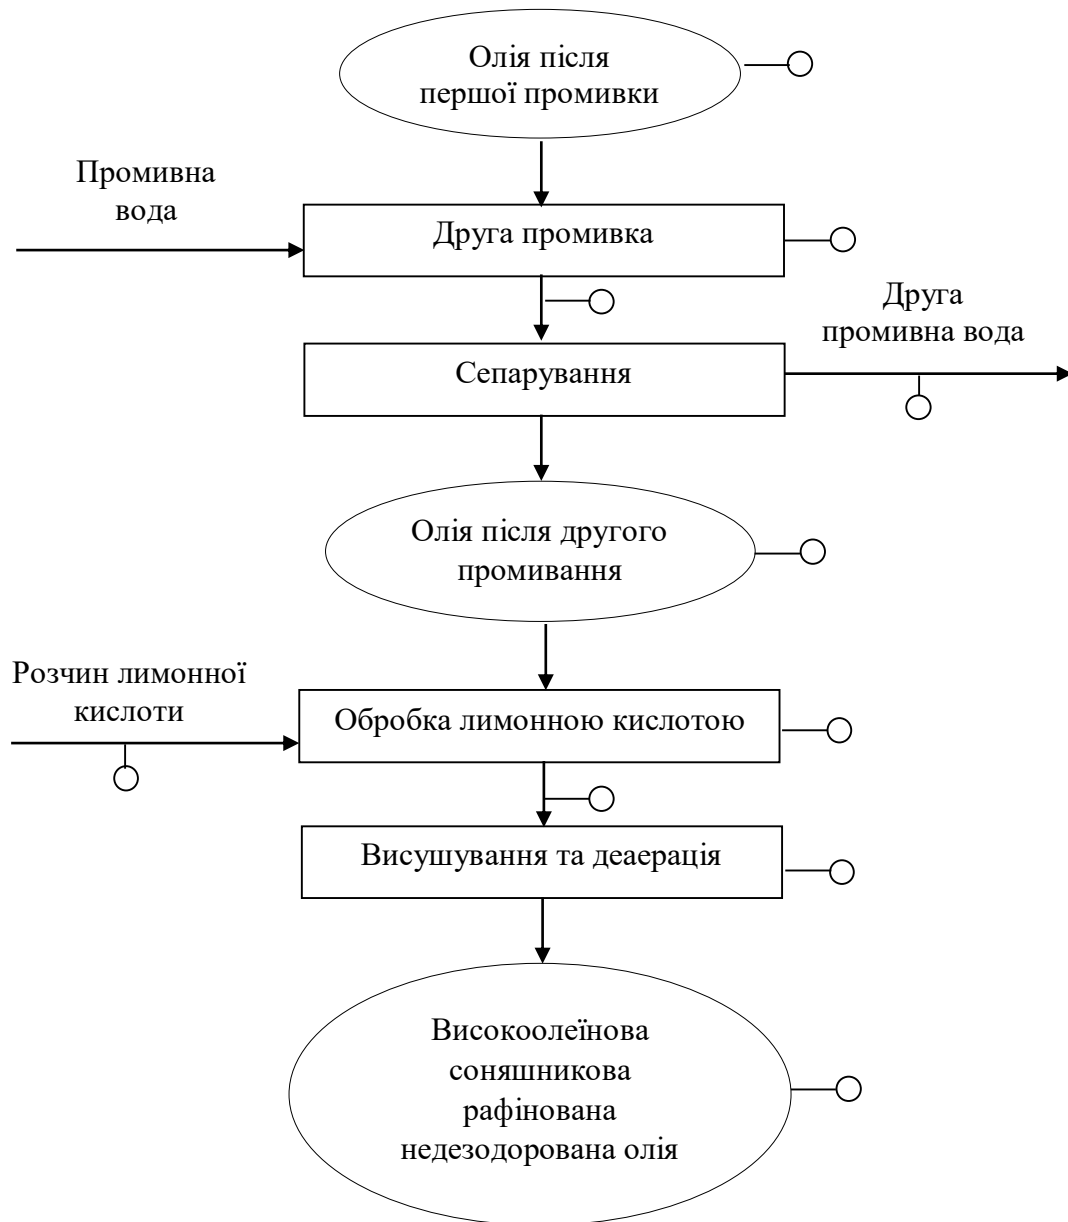 Олія після
першої промивки
Промивна
вода
Друга промивка
Друга
промивна вода
Сепарування
Олія після другого
промивання
Розчин лимонної
кислоти
Обробка лимонною кислотою
Висушування та деаерація
Високоолеїнова
соняшникова
рафінована
недезодорована олія